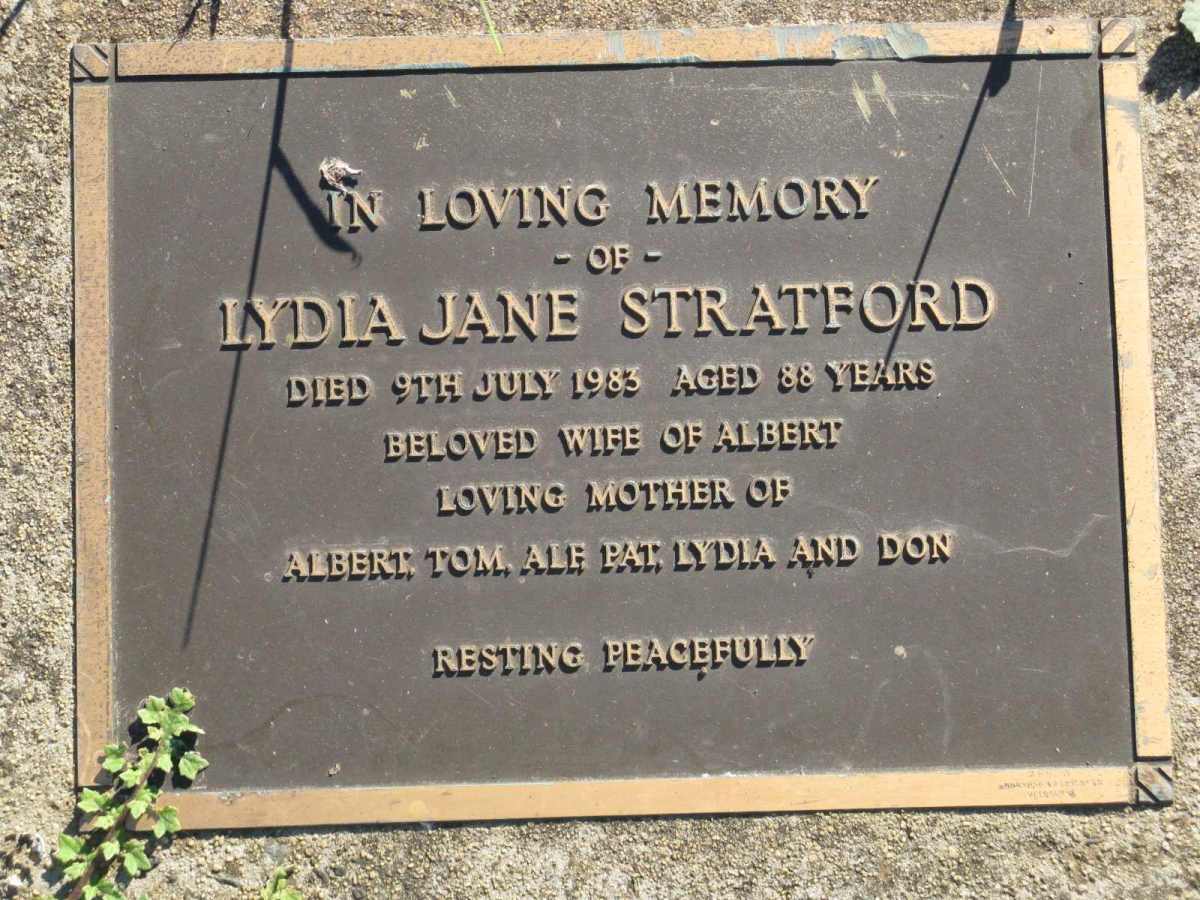 IN LOVING MEMORY
- OF -
LYDIA JANE STRATFORD
DIED 9TH JULY 1983 AGED 88 YEARS
BELOVED WIFE OF ALBERT
LOVING MOTHER OF
ALBERT, TOM, ALF, PAT, LYDIA AND DON
RESTING PEACEFULLY